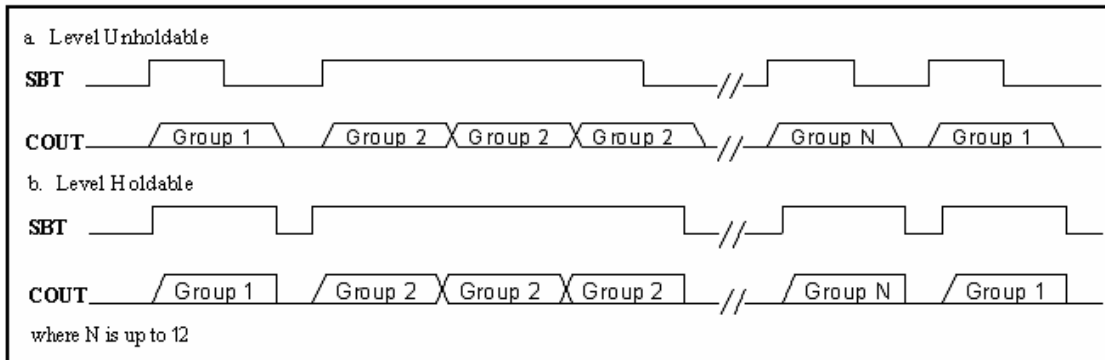 a. Level Unholdable
SBT
COUT Group 1 Group 2 Group 2 Group 2 Group N Group 1
b. Level Holdable
SBT
COUT Group 1 Group 2 Group 2 Group 2 Group N Group 1
where N is up to 12